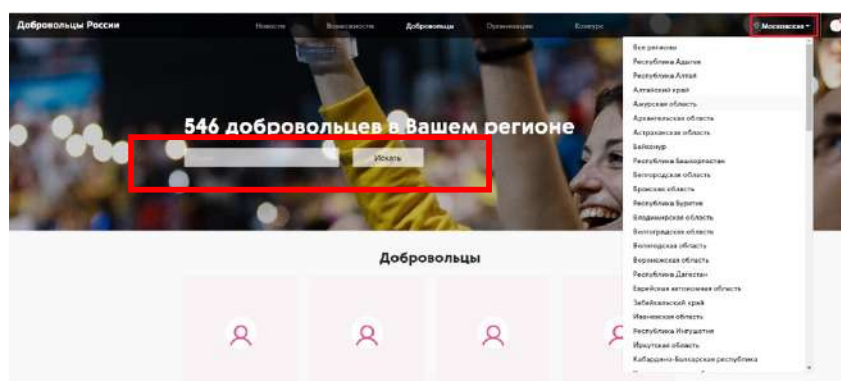 Добровольцы России
Новости
Возможности
Добровольцы
Организации
Конкурс
Московская
546 добровольцев в Вашем регионе
Искать
Добровольцы
Все регионы
Республика Адыгея
Республика Алтай
Алтайский край
Амурская область
Архангельская область
Астраханская область
Байконур
Республика Башкортостан
Белгородская область
Брянская область
Республика Бурятия
Владимирская область
Волгоградская область
Вологодская область
Воронежская область
Республика Дагестан
Еврейская автономная область
Забайкальский край
Ивановская область
Республика Ингушетия
Иркутская область
Кабардино-Балкарская республика